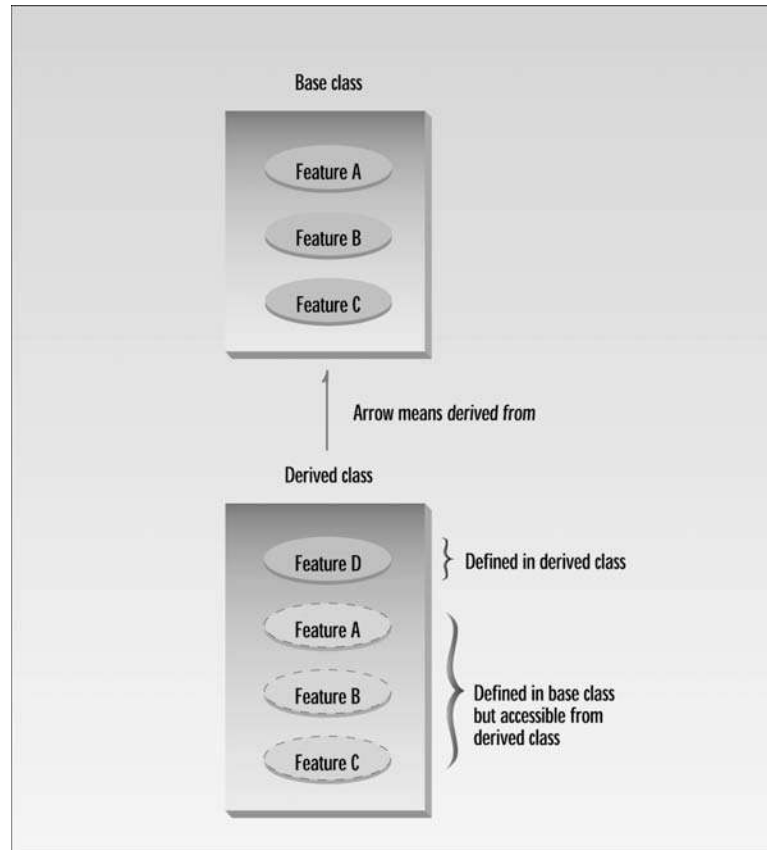 Base class
Feature A
Feature B
Feature C
Arrow means derived from
Derived class
Feature D
Defined in derived class
Feature A
Feature B
Feature C
Defined in base class
but accessible from
derived class